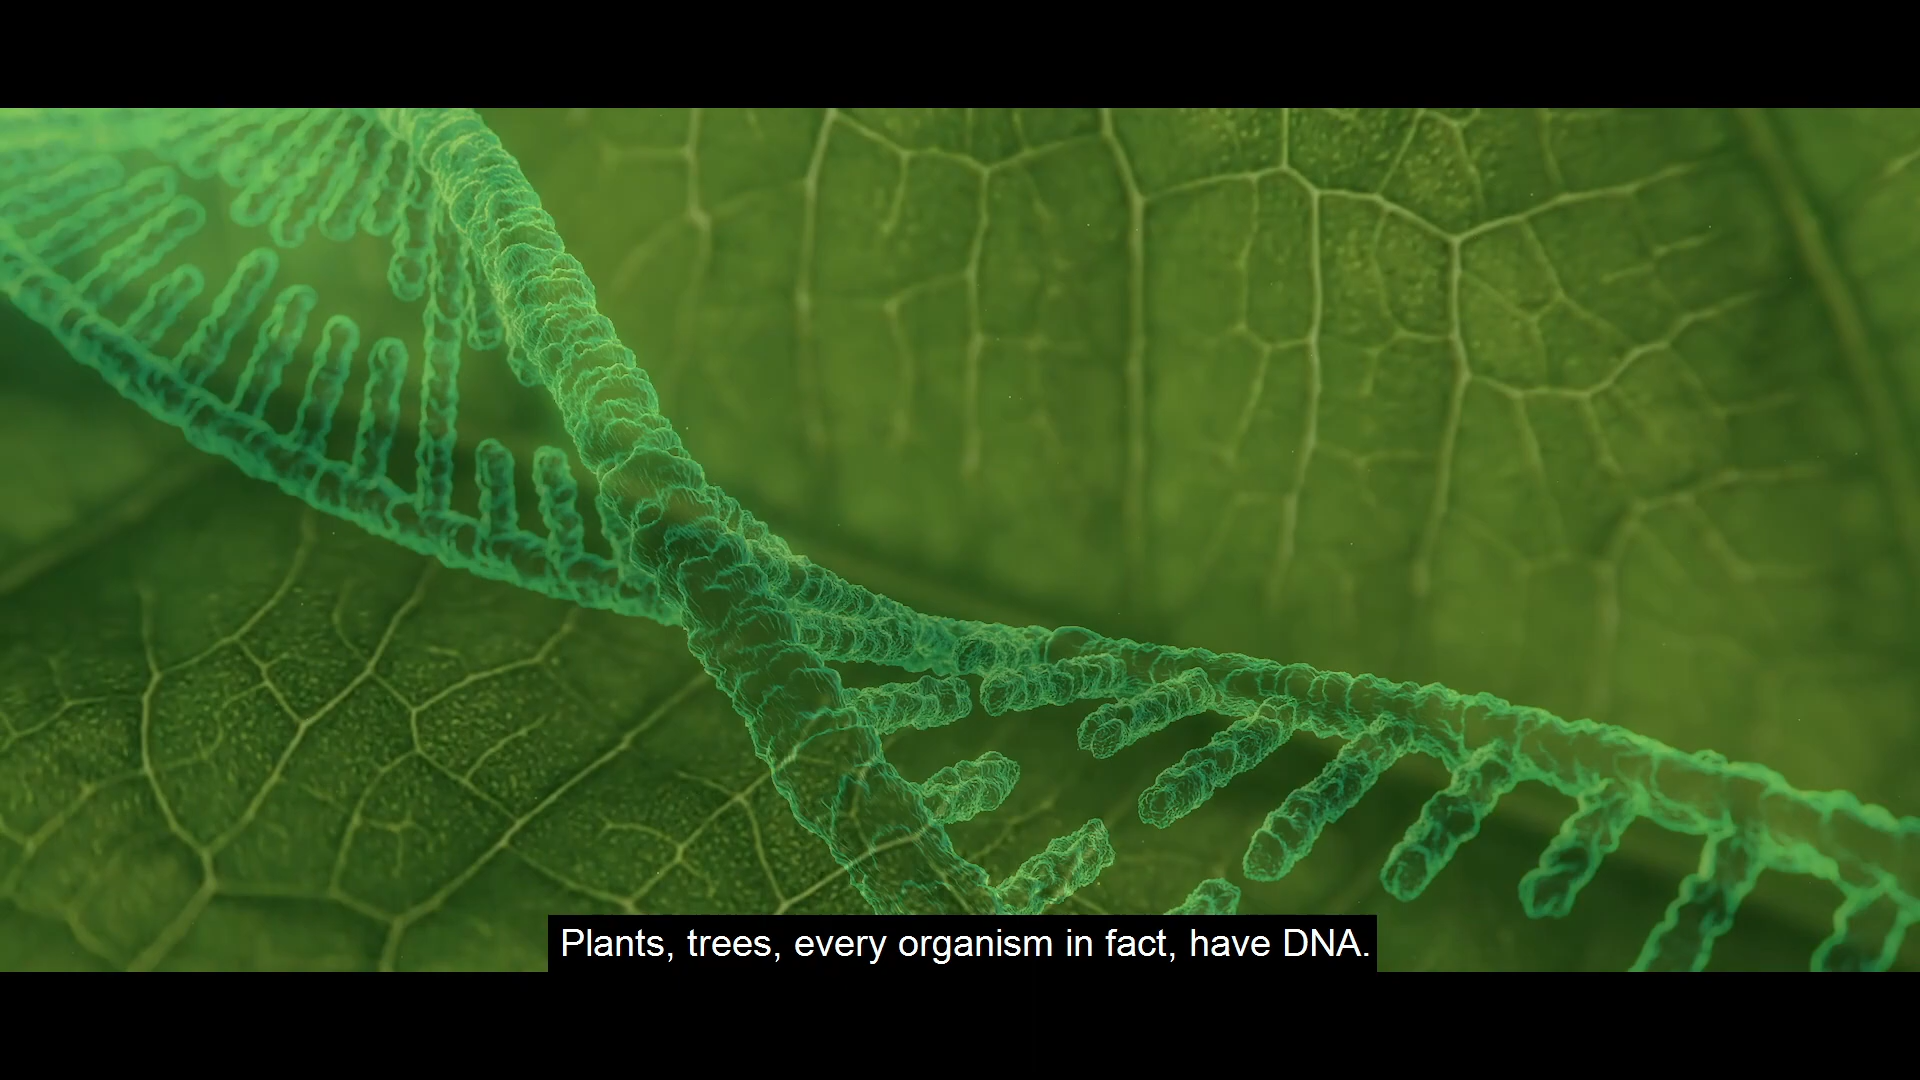 Plants, trees, every organism in fact, have DNA.